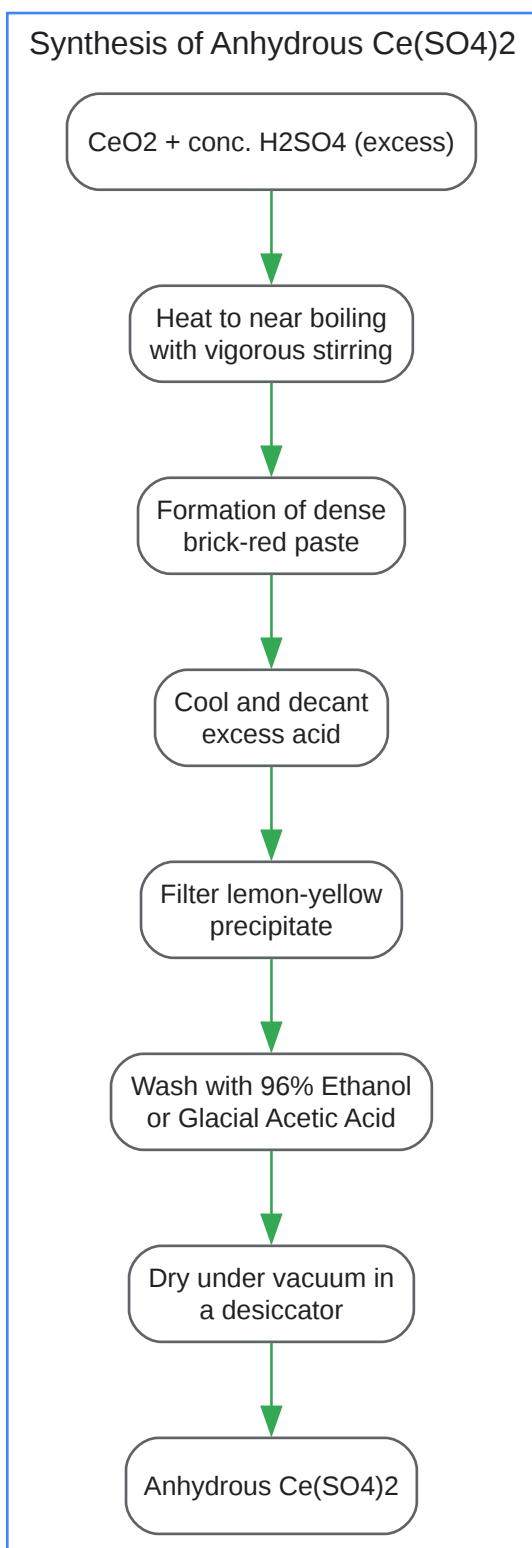 Synthesis of Anhydrous Ce(SO4)2
CeO2 + conc. H2SO4 (excess)
Heat to near boiling
with vigorous stirring
Formation of dense
brick-red paste
Cool and decant
excess acid
Filter lemon-yellow
precipitate
Wash with 96% Ethanol
or Glacial Acetic Acid
Dry under vacuum in
a desiccator
Anhydrous Ce(SO4)2